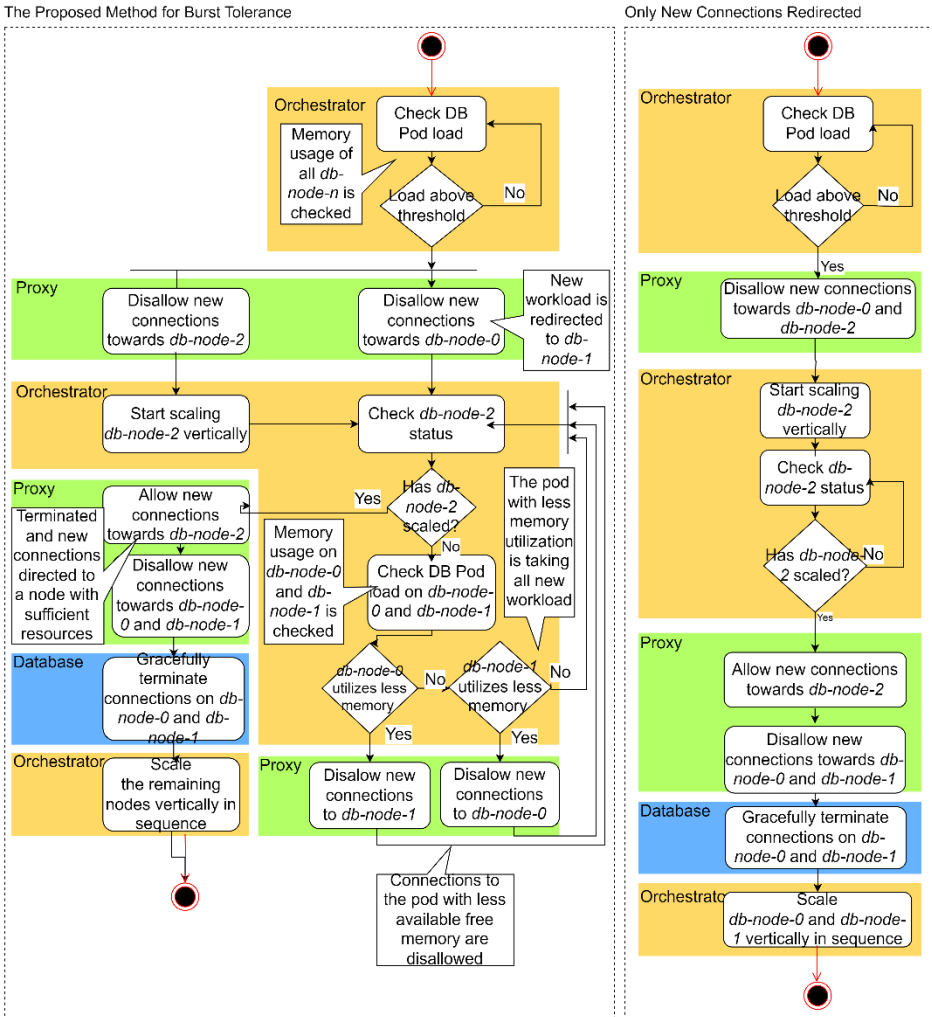 The Proposed Method for Burst Tolerance
Orchestrator
Check DB
Pod load
Memory
usage of
all db-
node-n is
checked
Load above
threshold
No
Proxy
Disallow new
connections
towards db-node-2
Disallow new
connections
towards db-node-0
New
workload is
redirected
to db-
node-1
Orchestrator
Start scaling
db-node-2 vertically
Check db-node-2
status
Has db-
node-2
scaled?
Yes
No
Proxy
Allow new
connections
towards db-node-2
Terminated
and new
connections
directed to
a node with
sufficient
resources
Disallow new
connections
towards db-node-
0 and db-node-1
Memory
usage on
db-node-0
and db-
node-1 is
checked
Check DB Pod
load on db-node-
0 and db-node-1
The pod
with less
memory
utilization
is taking
all new
workload
db-node-0
utilizes less
memory
No
db-node-1
utilizes less
memory
No
Yes
Yes
Database
Gracefully
terminate
connections on db-
node-0 and db-
node-1
Orchestrator
Scale
the remaining
nodes vertically in
sequence
Proxy
Disalow new
connections
to db-node-1
Disalow new
connections
to db-node-0
Connections to
the pod with less
available free
memory are
disallowed
Only New Connections Redirected
Orchestrator
Check DB
Pod load
Load above
threshold
No
Yes
Proxy
Disallow new connections
towards db-node-0 and
db-node-2
Orchestrator
Start scaling
db-node-2
vertically
Check db-
node-2 status
Has db-node-
2 scaled?
No
Yes
Proxy
Allow new connections
towards db-node-2
Disallow new
connections towards db-
node-0 and db-node-1
Database
Gracefully terminate
connections on db-
node-0 and db-node-1
Orchestrato
Scale
db-node-0 and db-node-
1 vertically in sequence